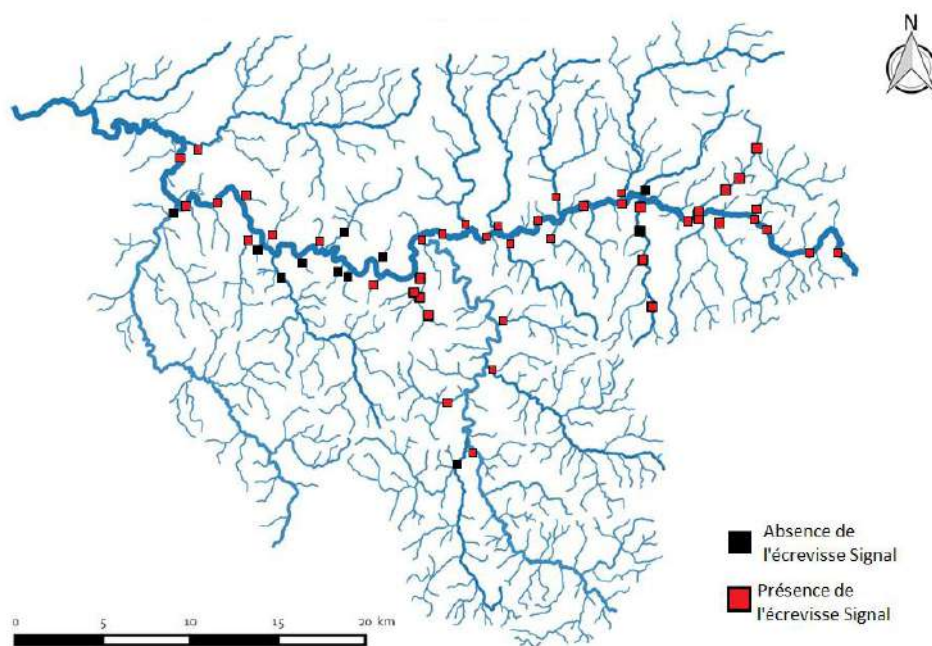 N
Absence de
l'écrevisse Signal
Présence de
l'écrevisse Signal
0 5 10 15 20 km